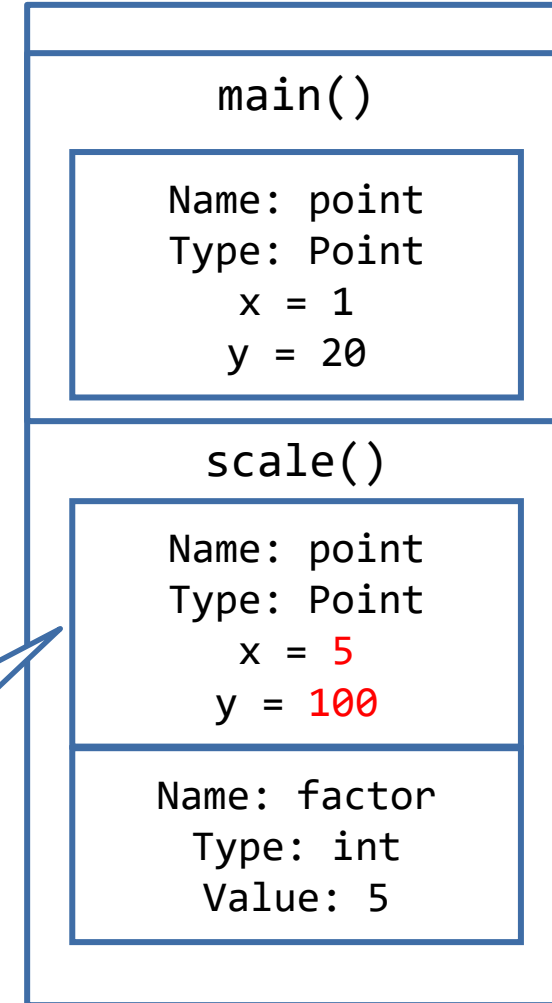 main()
Name: point
Type: Point
x = 1
y = 20
scale()
Name: point
Type: Point
x = 5
y = 100
Name: factor
Type: int
Value: 5